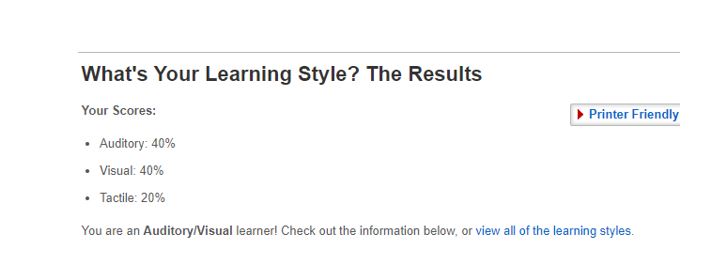 What's Your Learning Style? The Results
Your Scores:
Printer Friendly
Auditory: 40%
Visual: 40%
Tactile: 20%
You are an Auditory/Visual learner! Check out the information below, or view all of the learning styles.